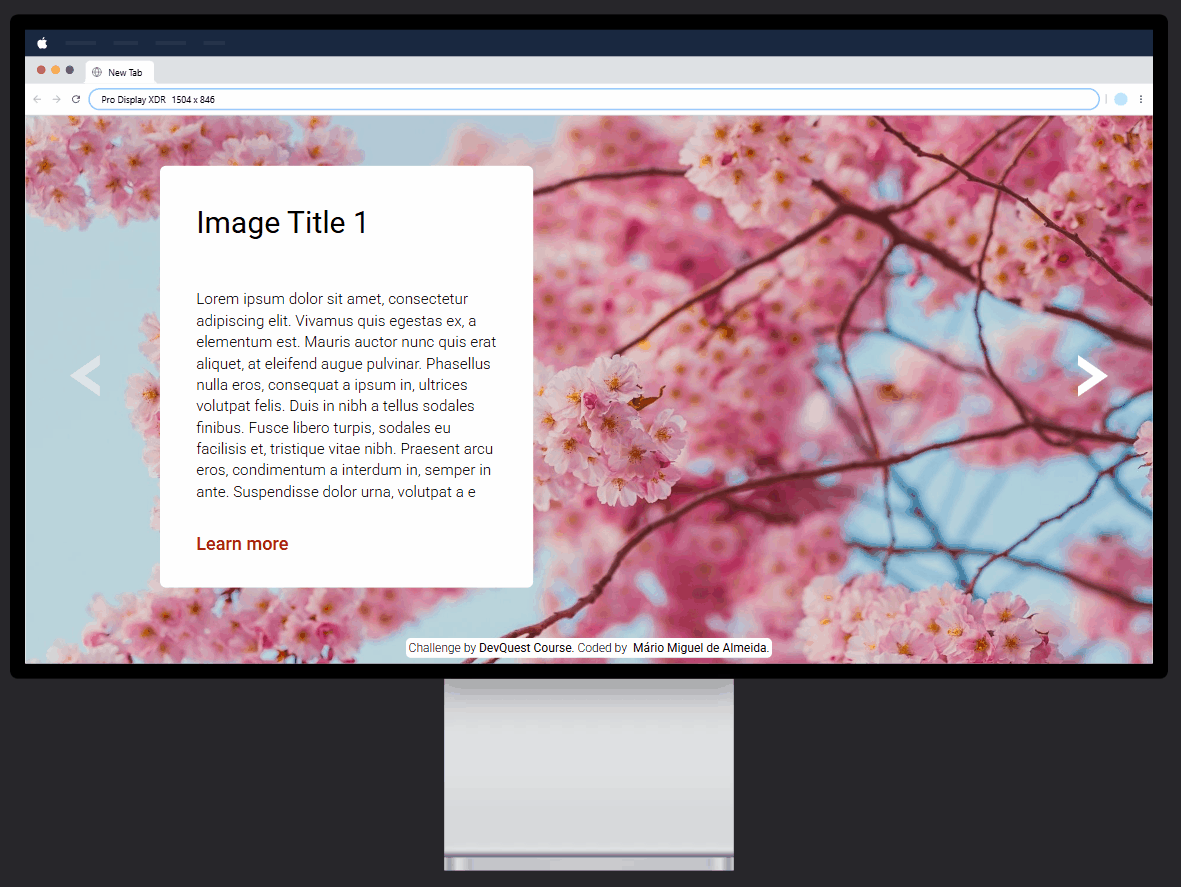 New Tab
Pro Display XDR 1504 x 846
Image Title 1
Lorem ipsum dolor sit amet, consectetur
adipiscing elit. Vivamus quis egestas ex, a
elementum est. Mauris auctor nunc quis erat
aliquet, at eleifend augue pulvinar. Phasellus
nulla eros, consequat a ipsum in, ultrices
volutpat felis. Duis in nibh a tellus sodales
finibus. Fusce libero turpis, sodales eu
facilisis et, tristique vitae nibh. Praesent arcu
eros, condimentum a interdum in, semper in
ante. Suspendisse dolor urna, volutpat a e
Learn more
Challenge by DevQuest Course. Coded by Mário Miguel de Almeida.